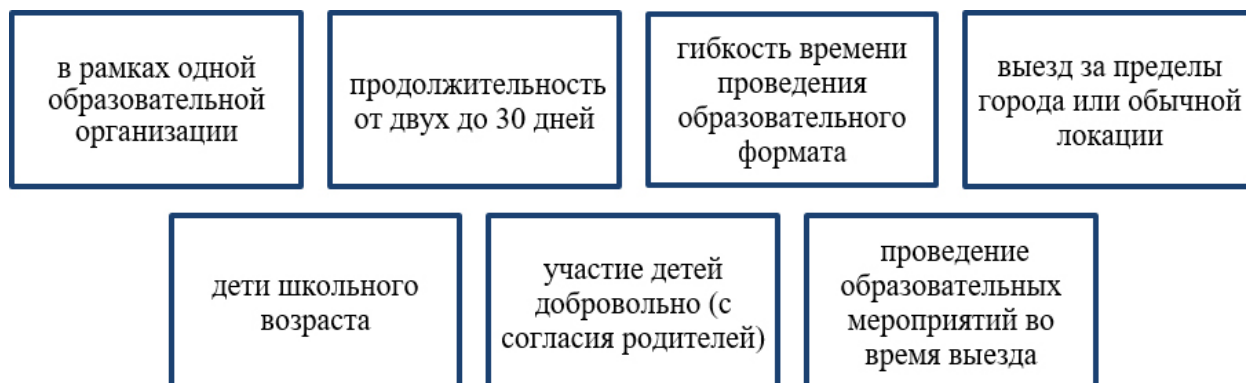 в рамках одной
образовательной
организации
продолжительность
от двух до 30 дней
гибкость времени
проведения
образовательного
формата
выезд за пределы
города или обычной
локации
дети школьного
возраста
участие детей
добровольно (с
согласия родителей)
проведение
образовательных
мероприятий во
время выезда